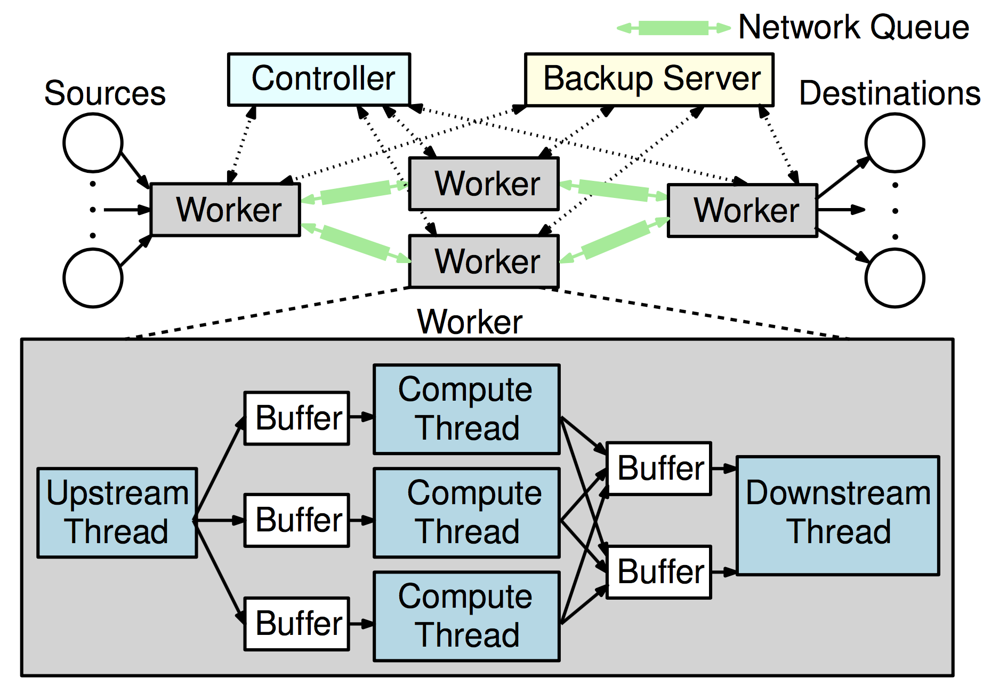 Network Queue
Controller
Backup Server
Sources
Destinations
Worker
Worker
Worker
Worker
Worker
Compute
Thread
Buffer
Upstream
Thread
Buffer
Compute
Thread
Buffer
Compute
Thread
Buffer
Buffer
Downstream
Thread